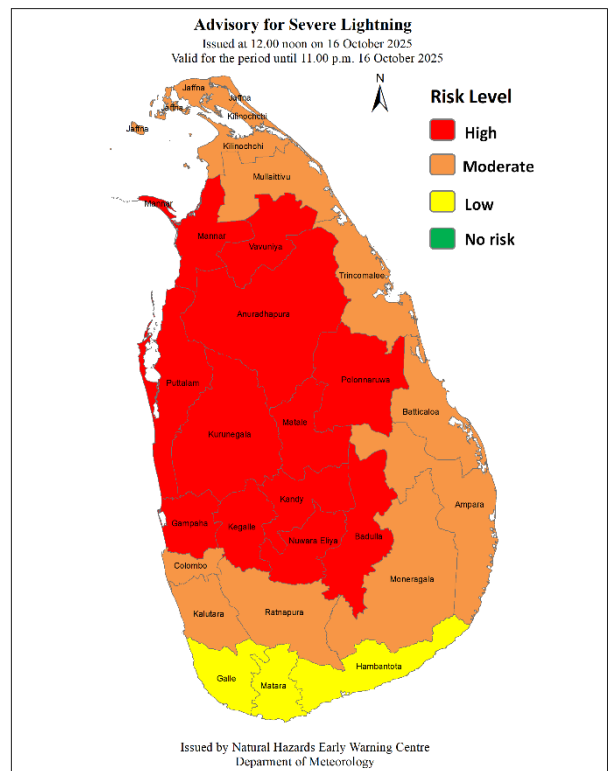 Advisory for Severe Lightning
Issued at 12.00 noon on 16 October 2025
Valid for the period until 11.00 p.m. 16 October 2025
N
Risk Level
High
Moderate
Low
No risk
Jaffna
Jaffna
Jaffna
Kilinochchi
Jaffna
Kilinochchi
Mullaittivu
Mannar
Mannar
Vavuniya
Trincomalee
Anuradhapura
Polonnaruwa
Puttalam
Batticaloa
Matale
Kurunegala
Kandy
Ampara
Gampaha
Kegalle
Nuwara Eliya
Badulla
Colombo
Moneragala
Kalutara
Ratnapura
Hambantota
Galle
Matara
Issued by Natural Hazards Early Warning Centre
Deparment of Meteorology